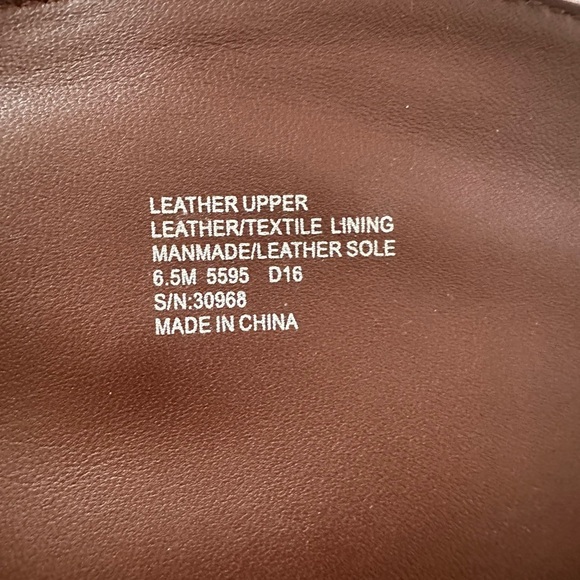 LEATHER UPPER
LEATHER/TEXTILE LINING
MANMADE/LEATHER SOLE
6.5M 5595 D16
S/N:30968
MADE IN CHINA